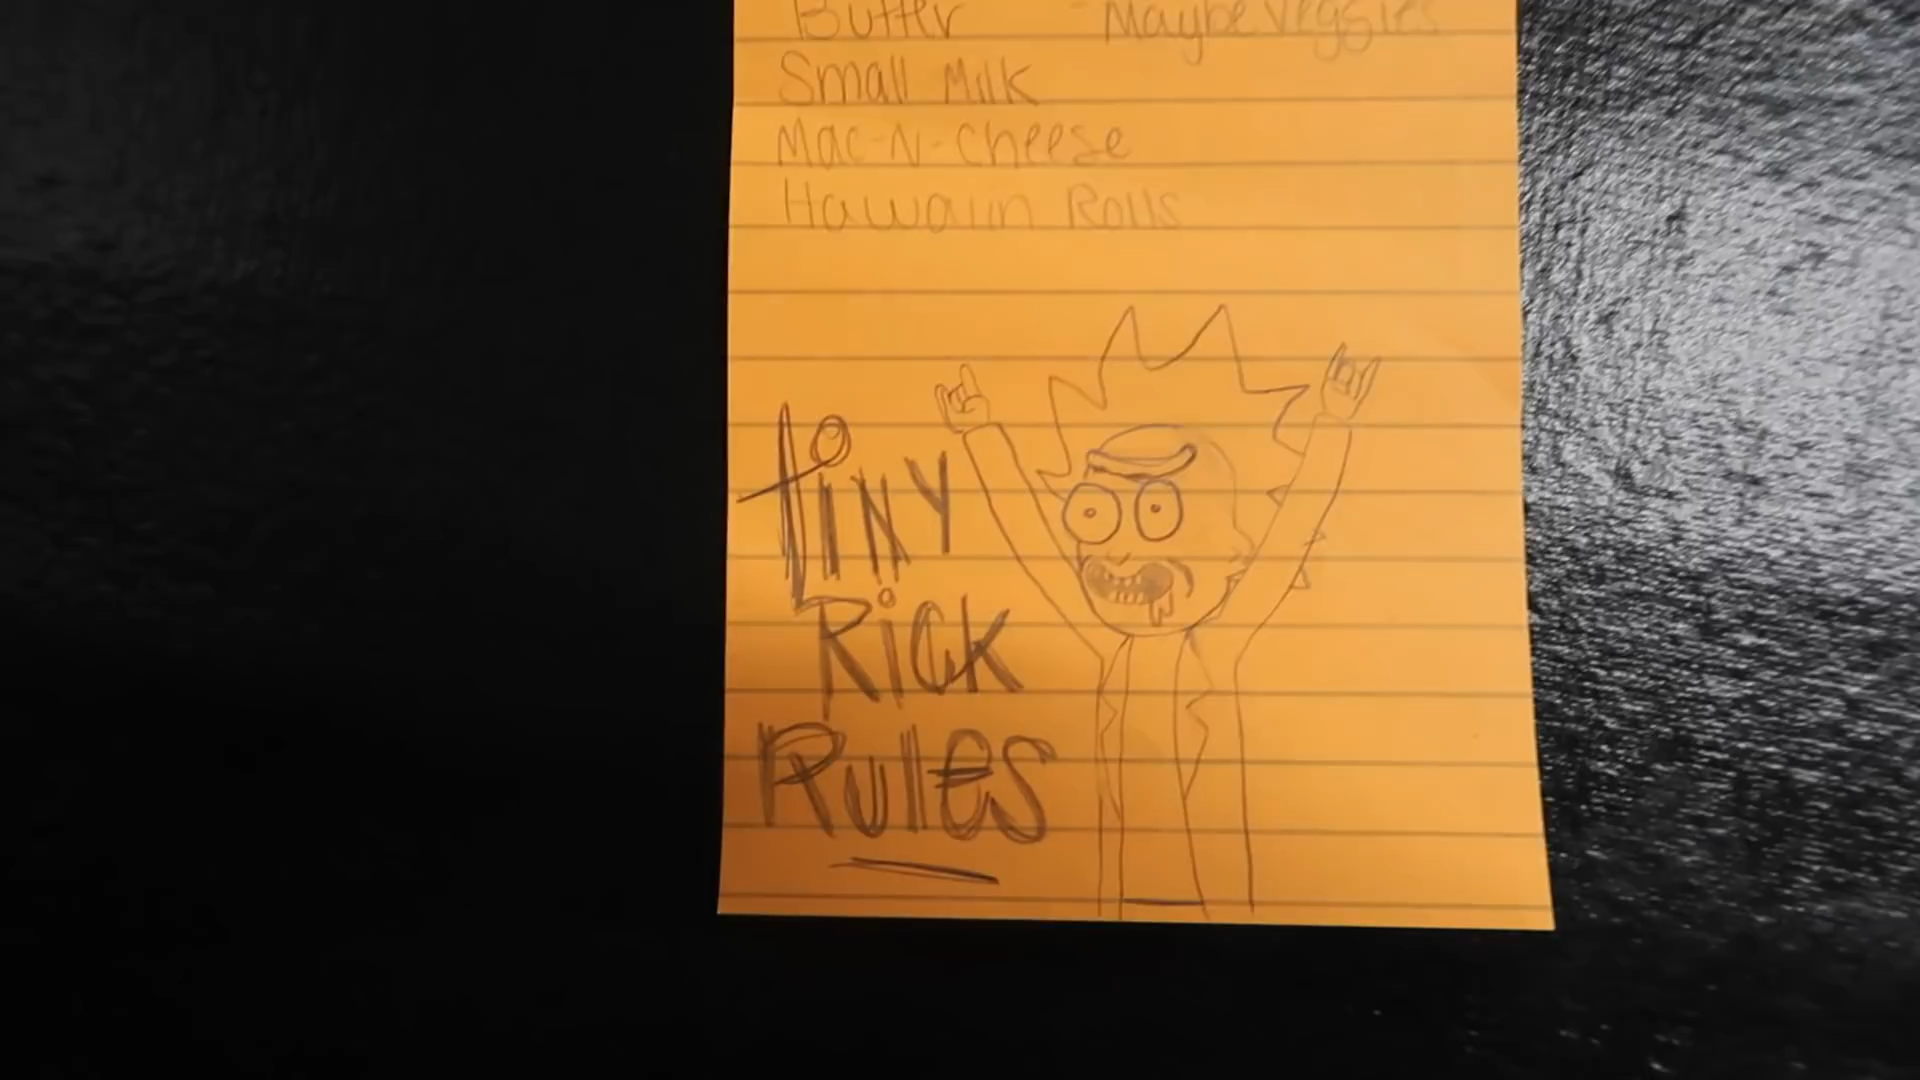 Butter - Maybe Veggies
Small Milk
Mac-N-Cheese
Hawaiin Rolls
Tiny
Rick
Rules